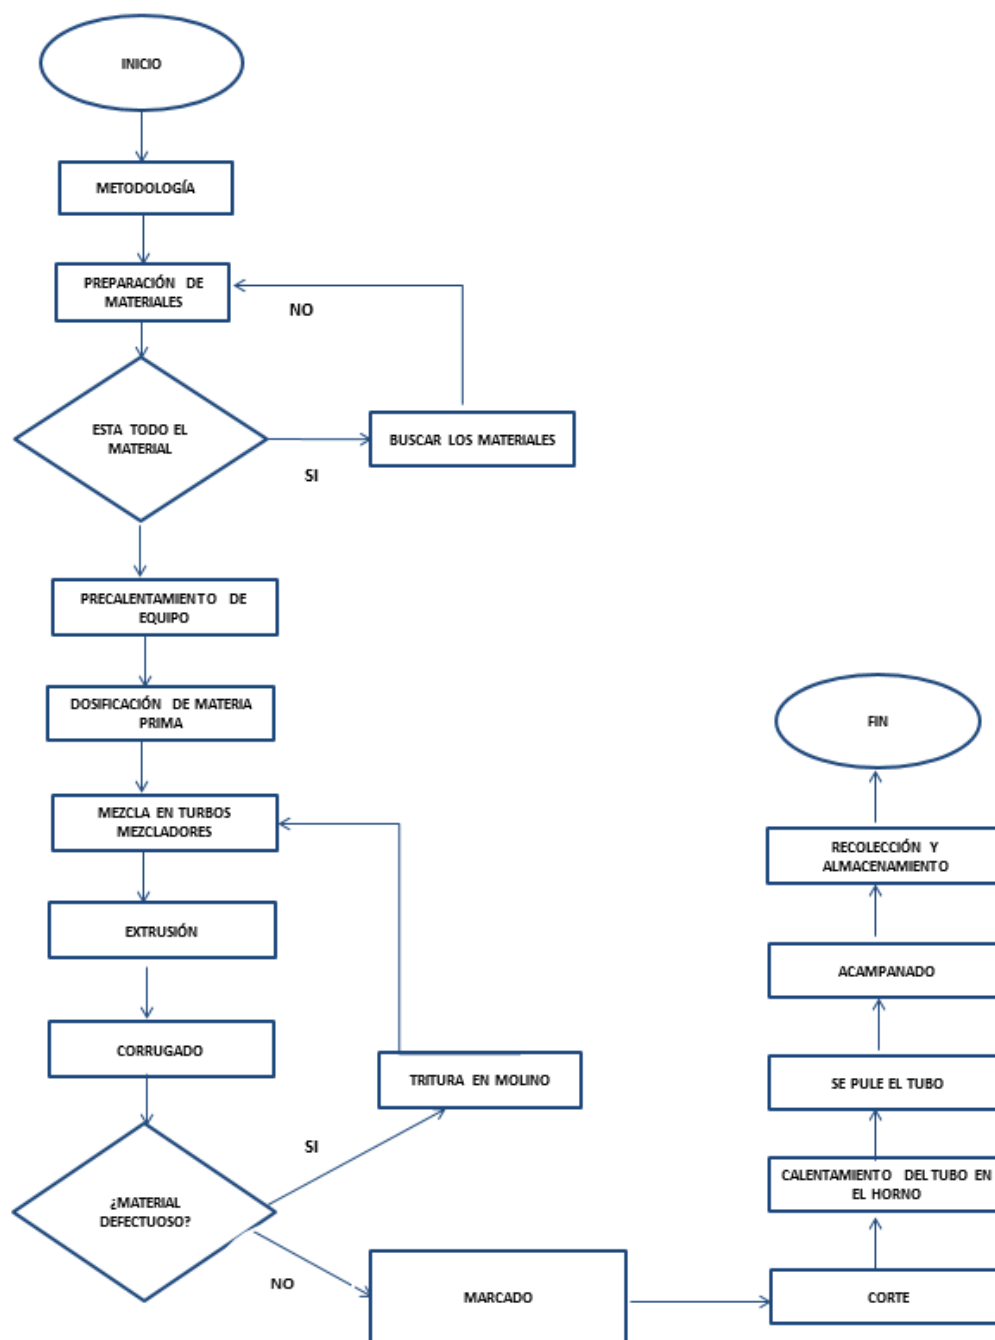 INICIO
METODOLOGÍA
PREPARACIÓN DE
MATERIALES
NO
ESTA TODO EL
MATERIAL
BUSCAR LOS MATERIALES
SI
PRECALENTAMIENTO DE
EQUIPO
DOSIFICACIÓN DE MATERIA
PRIMA
MEZCLA EN TURBOS
MEZCLADORES
EXTRUSIÓN
CORRUGADO
TRITURA EN MOLINO
SI
¿MATERIAL
DEFECTUOSO?
NO
MARCADO
CORTE
CALENTAMIENTO DEL TUBO EN
EL HORNO
SE PULE EL TUBO
ACAMPANADO
RECOLECCIÓN Y
ALMACENAMIENTO
FIN